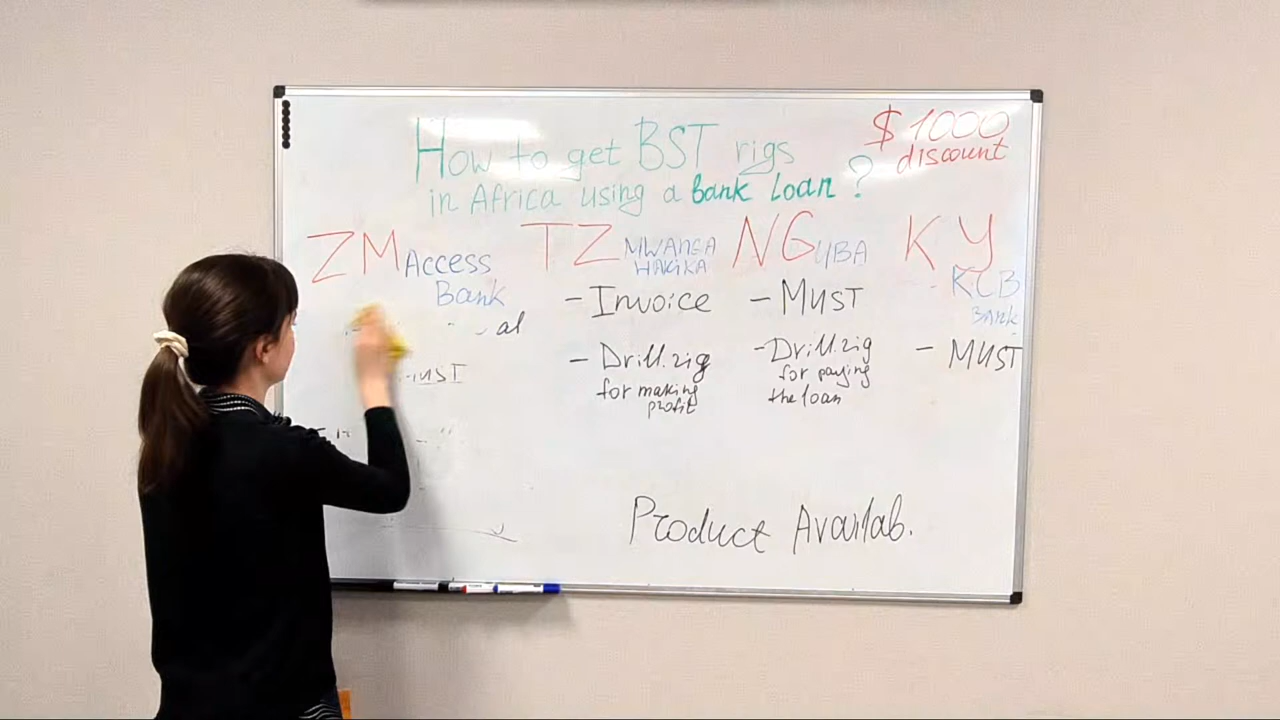 How to get BST rigs
in Africa using a bank loan?
$1000
discount
ZM Access
Bank
al
TZ MWANGA
HAKIKA
- Invoice
- Drill.rig
for making
profit
NG UBA
- MUST
- Drill.rig
for paying
the loan
KY
KCB
BANK
- MUST
Product Availab.